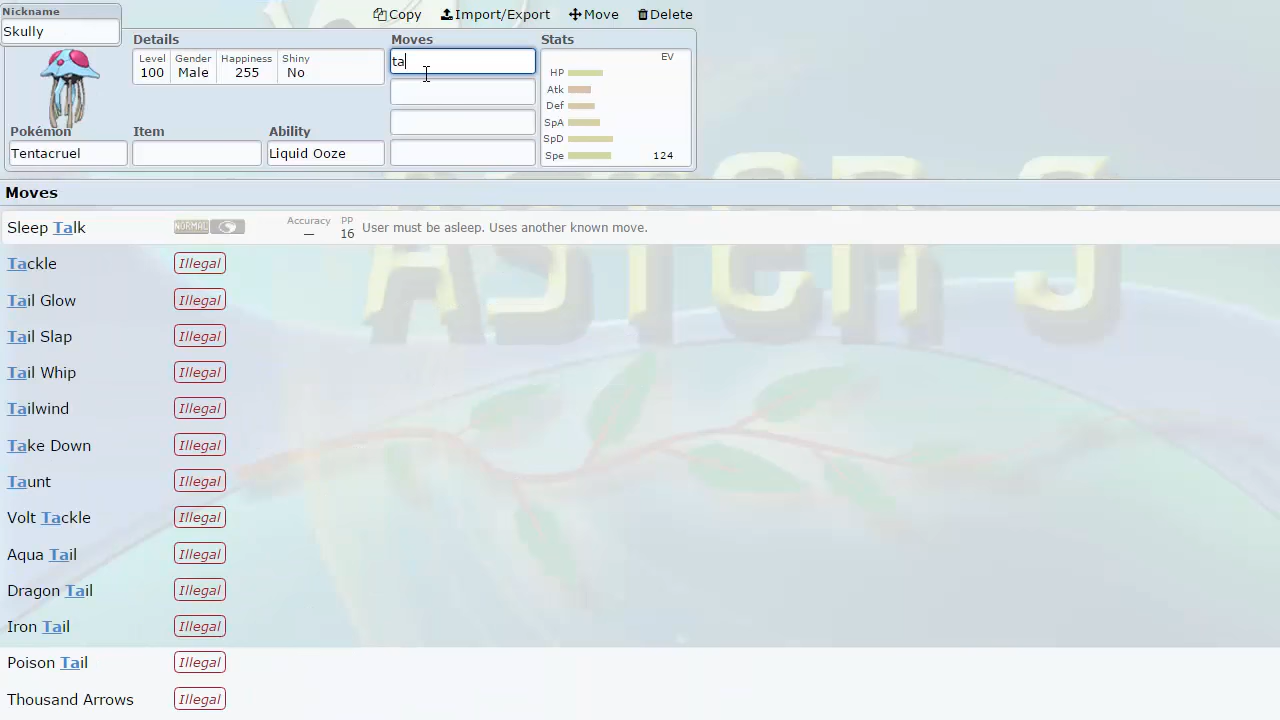 Nickname
Skully
Copy Import/Export Move Delete
Details
Level Gender Happiness Shiny
100 Male 255 No
Pokémon Item Ability
Tentacruel Liquid Ooze
Moves
ta
Stats
EV
HP
Atk
Def
SpA
SpD
Spe 124
Moves
Sleep Talk NORMAL Accuracy — PP 16 User must be asleep. Uses another known move.
Tackle Illegal
Tail Glow Illegal
Tail Slap Illegal
Tail Whip Illegal
Tailwind Illegal
Take Down Illegal
Taunt Illegal
Volt Tackle Illegal
Aqua Tail Illegal
Dragon Tail Illegal
Iron Tail Illegal
Poison Tail Illegal
Thousand Arrows Illegal